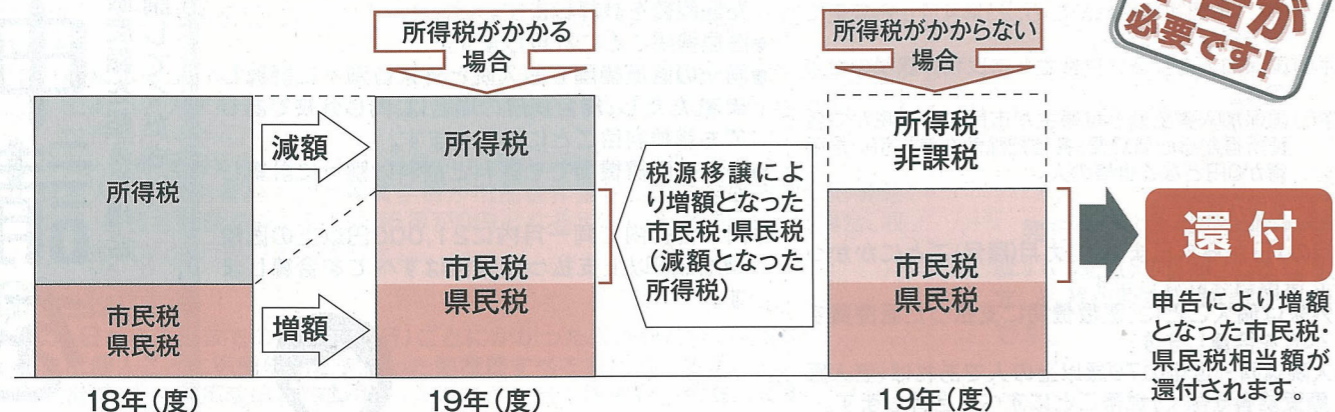 所得税がかかる
場合
所得税がかからない
場合
必要です!
所得税
市民税
県民税
18年(度)
減額
増額
所得税
市民税
県民税
19年(度)
税源移譲によ
り増額となった
市民税・県民税
(減額となった
所得税)
所得税
非課税
市民税
県民税
19年(度)
還付
申告により増額
となった市民税・
県民税相当額が
還付されます。